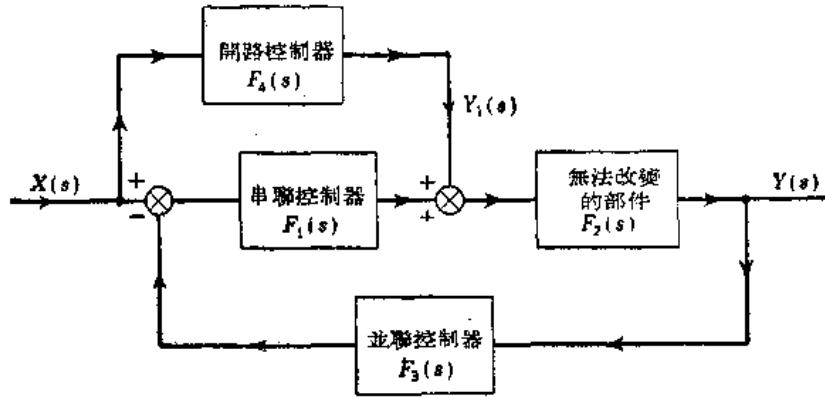 開路控制器
F₄(s)
Y₁(s)
X(s)
+
−
串聯控制器
F₁(s)
+
+
無法改變
的部件
F₂(s)
Y(s)
並聯控制器
F₃(s)